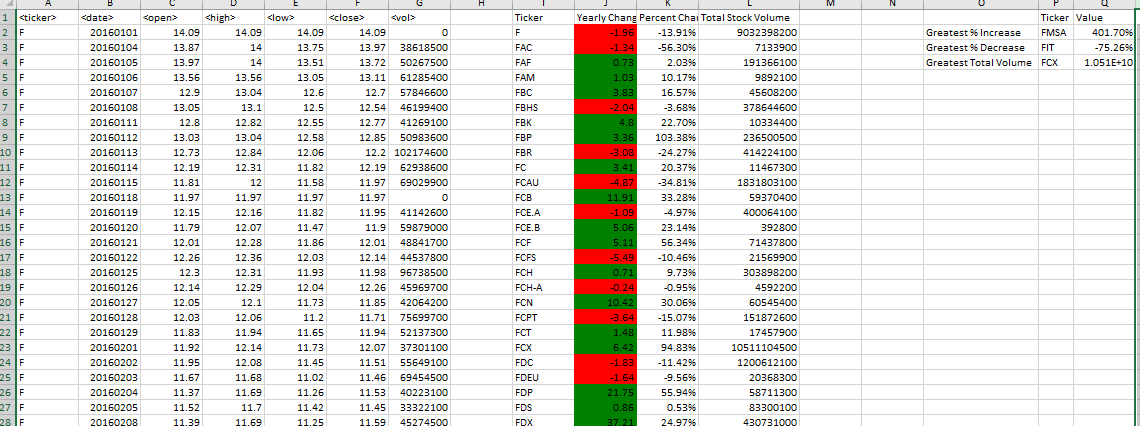 A B C D E F G H I J K L M N O P Q
1 <ticker> <date> <open> <high> <low> <close> <vol> Ticker Yearly Chang Percent Char Total Stock Volume Ticker Value
2 F 20160101 14.09 14.09 14.09 14.09 0 F -1.96 -13.91% 9032398200 Greatest % Increase FMSA 401.70%
3 F 20160104 13.87 14 13.75 13.97 38618500 FAC -1.34 -56.30% 7133900 Greatest % Decrease FIT -75.26%
4 F 20160105 13.97 14 13.51 13.72 50267500 FAF 0.73 2.03% 191366100 Greatest Total Volume FCX 1.051E+10
5 F 20160106 13.56 13.56 13.05 13.11 61285400 FAM 1.03 10.17% 9892100
6 F 20160107 12.9 13.04 12.6 12.7 57846600 FBC 3.83 16.57% 45608200
7 F 20160108 13.05 13.1 12.5 12.54 46199400 FBHS -2.04 -3.68% 378644600
8 F 20160111 12.8 12.82 12.55 12.77 41269100 FBK 4.8 22.70% 10334400
9 F 20160112 13.03 13.04 12.58 12.85 50983600 FBP 3.36 103.38% 236500500
10 F 20160113 12.73 12.84 12.06 12.2 102174600 FBR -3.08 -24.27% 414224100
11 F 20160114 12.19 12.31 11.82 12.19 62938600 FC 3.41 20.37% 11467300
12 F 20160115 11.81 12 11.58 11.97 69029900 FCAU -4.87 -34.81% 1831803100
13 F 20160118 11.97 11.97 11.97 11.97 0 FCB 11.91 33.28% 59370400
14 F 20160119 12.15 12.16 11.82 11.95 41142600 FCE.A -1.09 -4.97% 400064100
15 F 20160120 11.79 12.07 11.47 11.9 59879000 FCE.B 5.06 23.14% 392800
16 F 20160121 12.01 12.28 11.86 12.01 48841700 FCF 5.11 56.34% 71437800
17 F 20160122 12.26 12.36 12.03 12.14 44537800 FCFS -5.49 -10.46% 21569900
18 F 20160125 12.3 12.31 11.93 11.98 96738500 FCH 0.71 9.73% 303898200
19 F 20160126 12.14 12.29 12.04 12.26 45969700 FCH-A -0.24 -0.95% 4592200
20 F 20160127 12.05 12.1 11.73 11.85 42064200 FCN 10.42 30.06% 60545400
21 F 20160128 12.03 12.06 11.2 11.71 75699700 FCPT -3.64 -15.07% 151872600
22 F 20160129 11.83 11.94 11.65 11.94 52137300 FCT 1.48 11.98% 17457900
23 F 20160201 11.92 12.14 11.73 12.07 37301100 FCX 6.42 94.83% 10511104500
24 F 20160202 11.95 12.08 11.45 11.51 55649100 FDC -1.83 -11.42% 1200612100
25 F 20160203 11.67 11.68 11.02 11.46 69454500 FDEU -1.64 -9.56% 20368300
26 F 20160204 11.37 11.69 11.26 11.53 40223100 FDP 21.75 55.94% 58711300
27 F 20160205 11.52 11.7 11.42 11.45 33322100 FDS 0.86 0.53% 83300100
28 F 20160208 11.39 11.69 11.25 11.59 45274500 FDX 37.21 24.97% 430731000